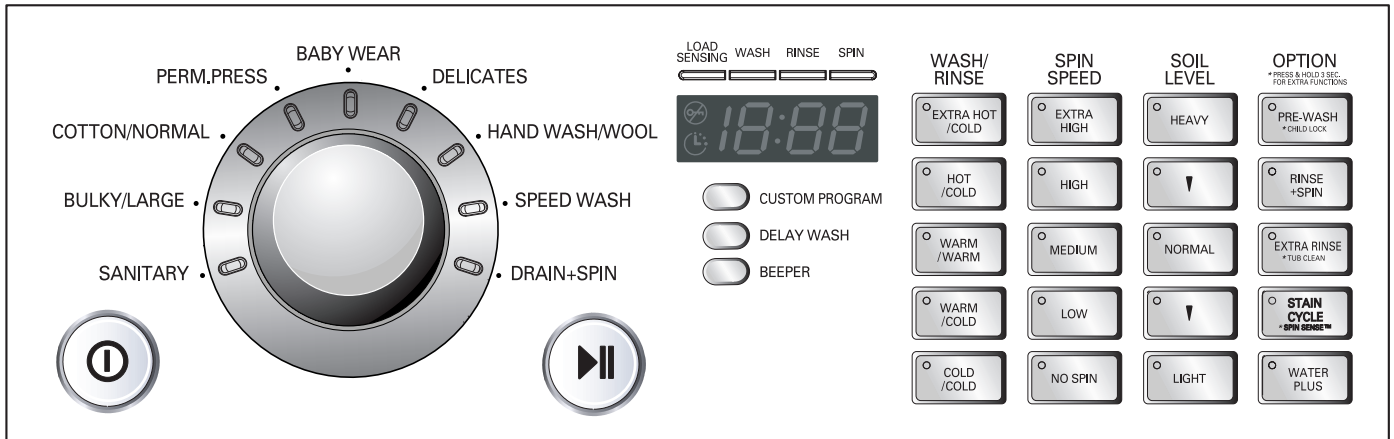 BABY WEAR
PERM.PRESS
DELICATES
COTTON/NORMAL
HAND WASH/WOOL
BULKY/LARGE
SPEED WASH
SANITARY
DRAIN+SPIN
LOAD
SENSING
WASH
RINSE
SPIN
18:88
CUSTOM PROGRAM
DELAY WASH
BEEPER
WASH/
RINSE
EXTRA HOT
/COLD
HOT
/COLD
WARM
/WARM
WARM
/COLD
COLD
/COLD
SPIN
SPEED
EXTRA
HIGH
HIGH
MEDIUM
LOW
NO SPIN
SOIL
LEVEL
HEAVY
NORMAL
LIGHT
OPTION
* PRESS & HOLD 3 SEC.
FOR EXTRA FUNCTIONS
PRE-WASH
* CHILD LOCK
RINSE
+SPIN
EXTRA RINSE
* TUB CLEAN
STAIN
CYCLE
* SPIN SENSE™
WATER
PLUS